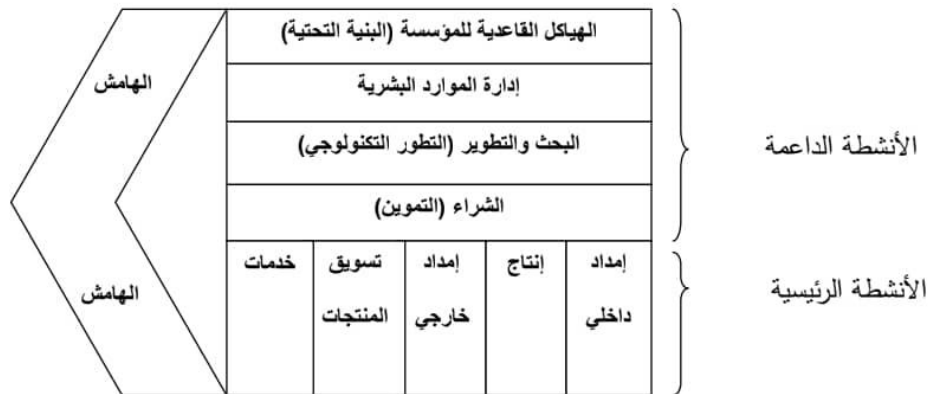 الهياكل القاعدية للمؤسسة (البنية التحتية)
إدارة الموارد البشرية
البحث والتطوير (التطور التكنولوجي)
الشراء (التموين)
الأنشطة الداعمة
إمداد
داخلي
إنتاج
إمداد
خارجي
تسويق
المنتجات
خدمات
الأنشطة الرئيسية
الهامش
الهامش